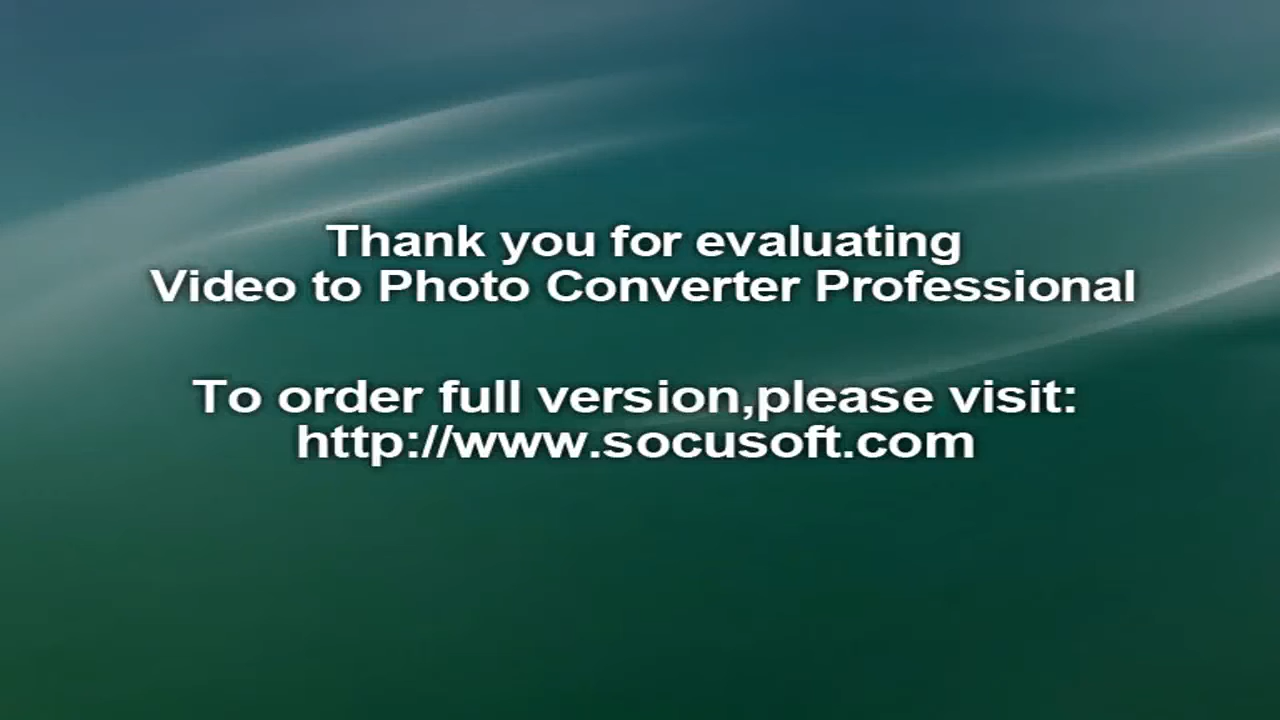 Thank you for evaluating
Video to Photo Converter Professional
To order full version,please visit:
http://www.socusoft.com